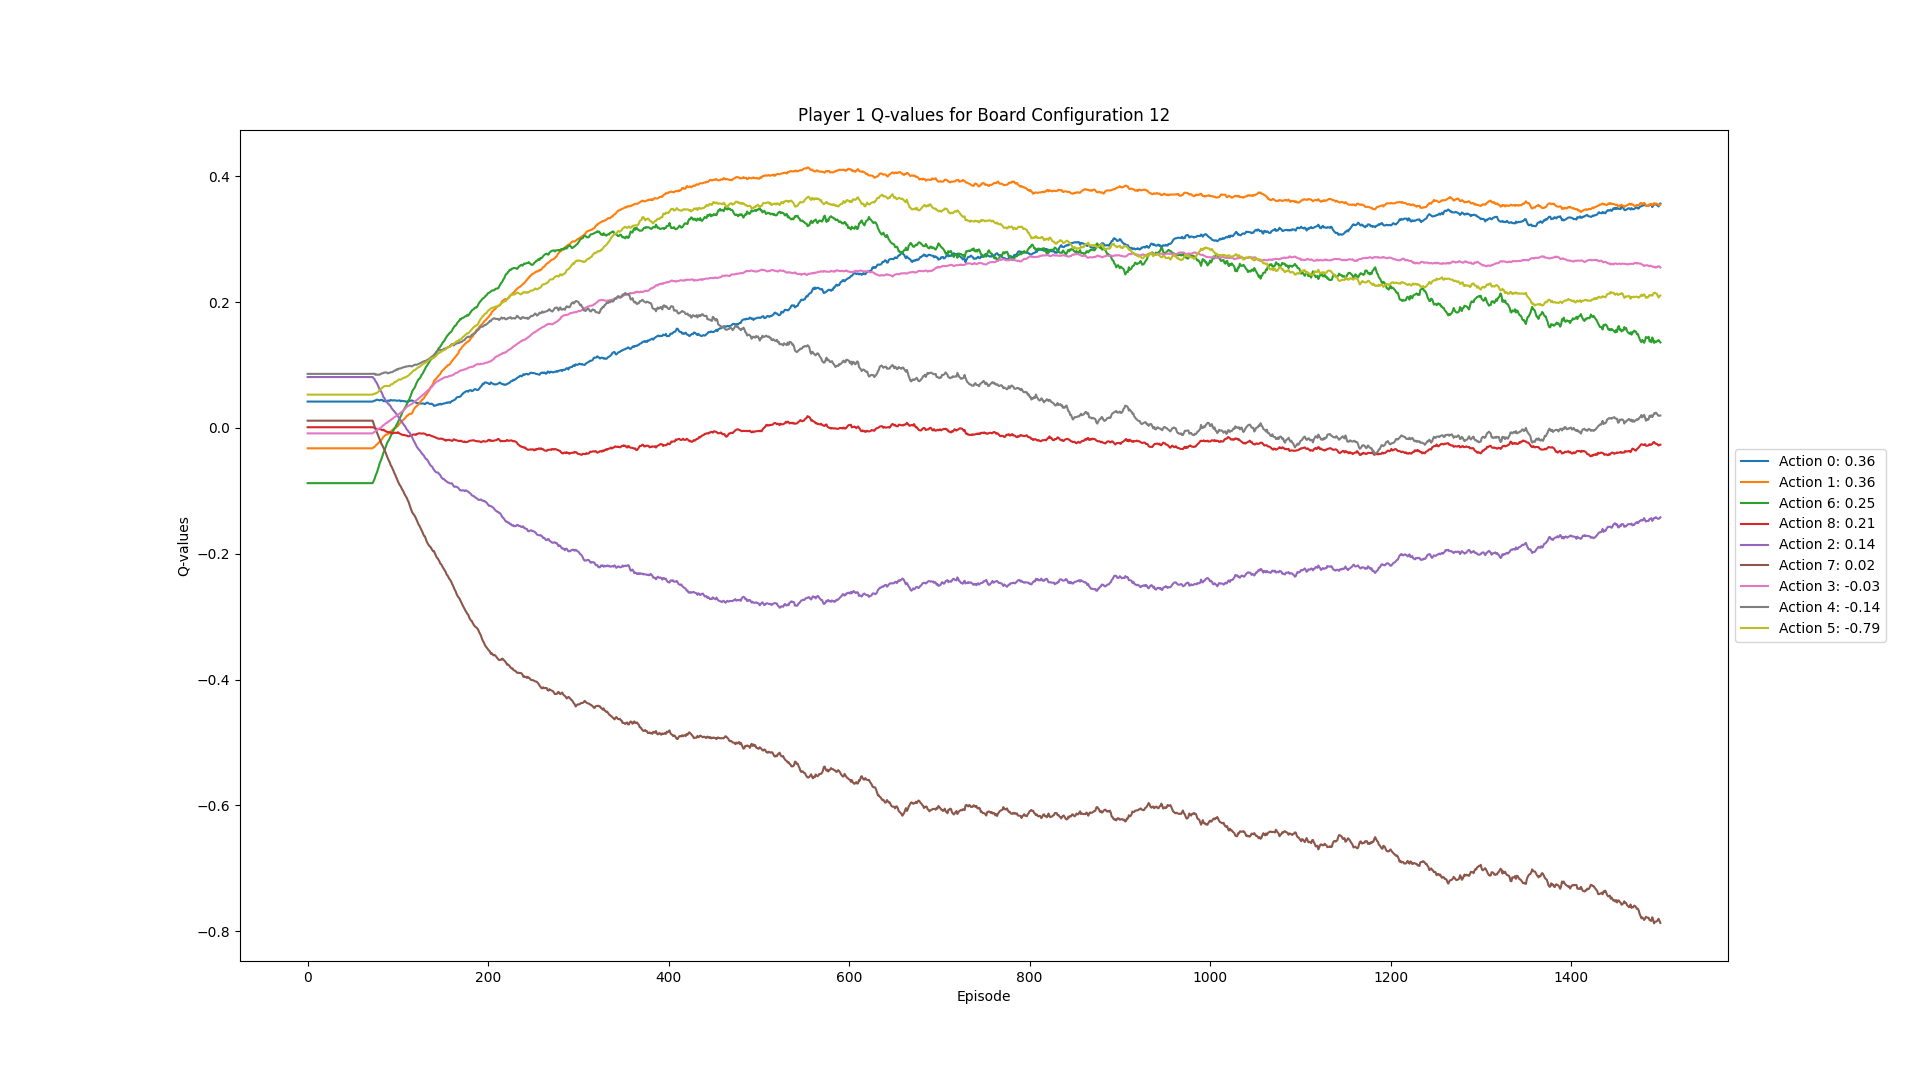 Player 1 Q-values for Board Configuration 12
0.4
0.2
0.0
−0.2
−0.4
−0.6
−0.8
Q-values
0 200 400 600 800 1000 1200 1400
Episode
Action 0: 0.36
Action 1: 0.36
Action 6: 0.25
Action 8: 0.21
Action 2: 0.14
Action 7: 0.02
Action 3: -0.03
Action 4: -0.14
Action 5: -0.79